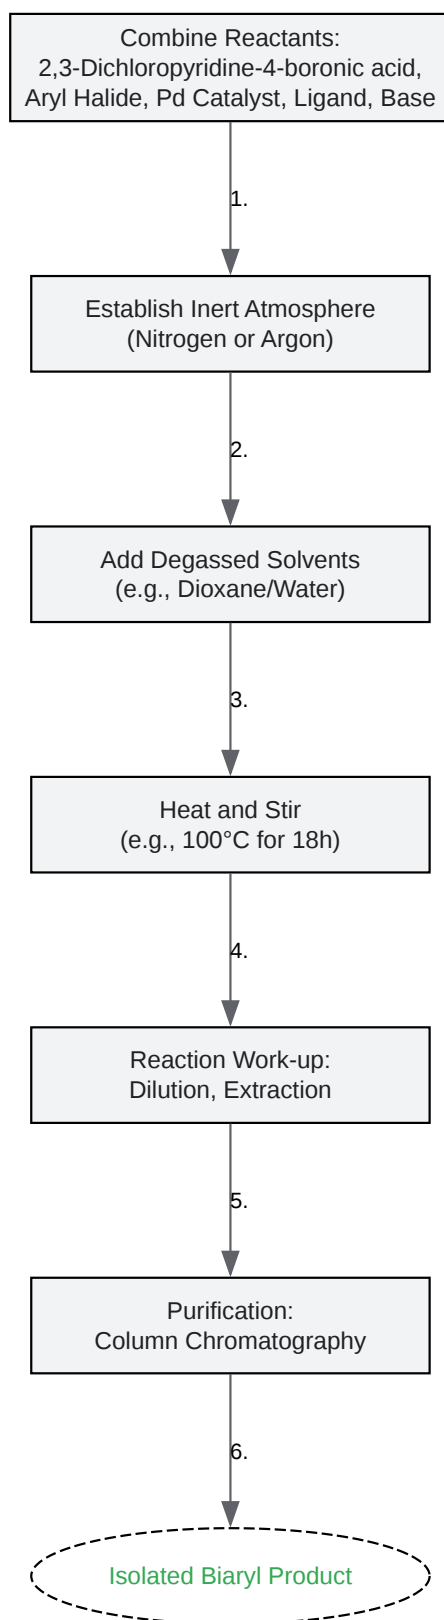 Combine Reactants:
2,3-Dichloropyridine-4-boronic acid,
Aryl Halide, Pd Catalyst, Ligand, Base
1.
Establish Inert Atmosphere
(Nitrogen or Argon)
2.
Add Degassed Solvents
(e.g., Dioxane/Water)
3.
Heat and Stir
(e.g., 100°C for 18h)
4.
Reaction Work-up:
Dilution, Extraction
5.
Purification:
Column Chromatography
6.
Isolated Biaryl Product